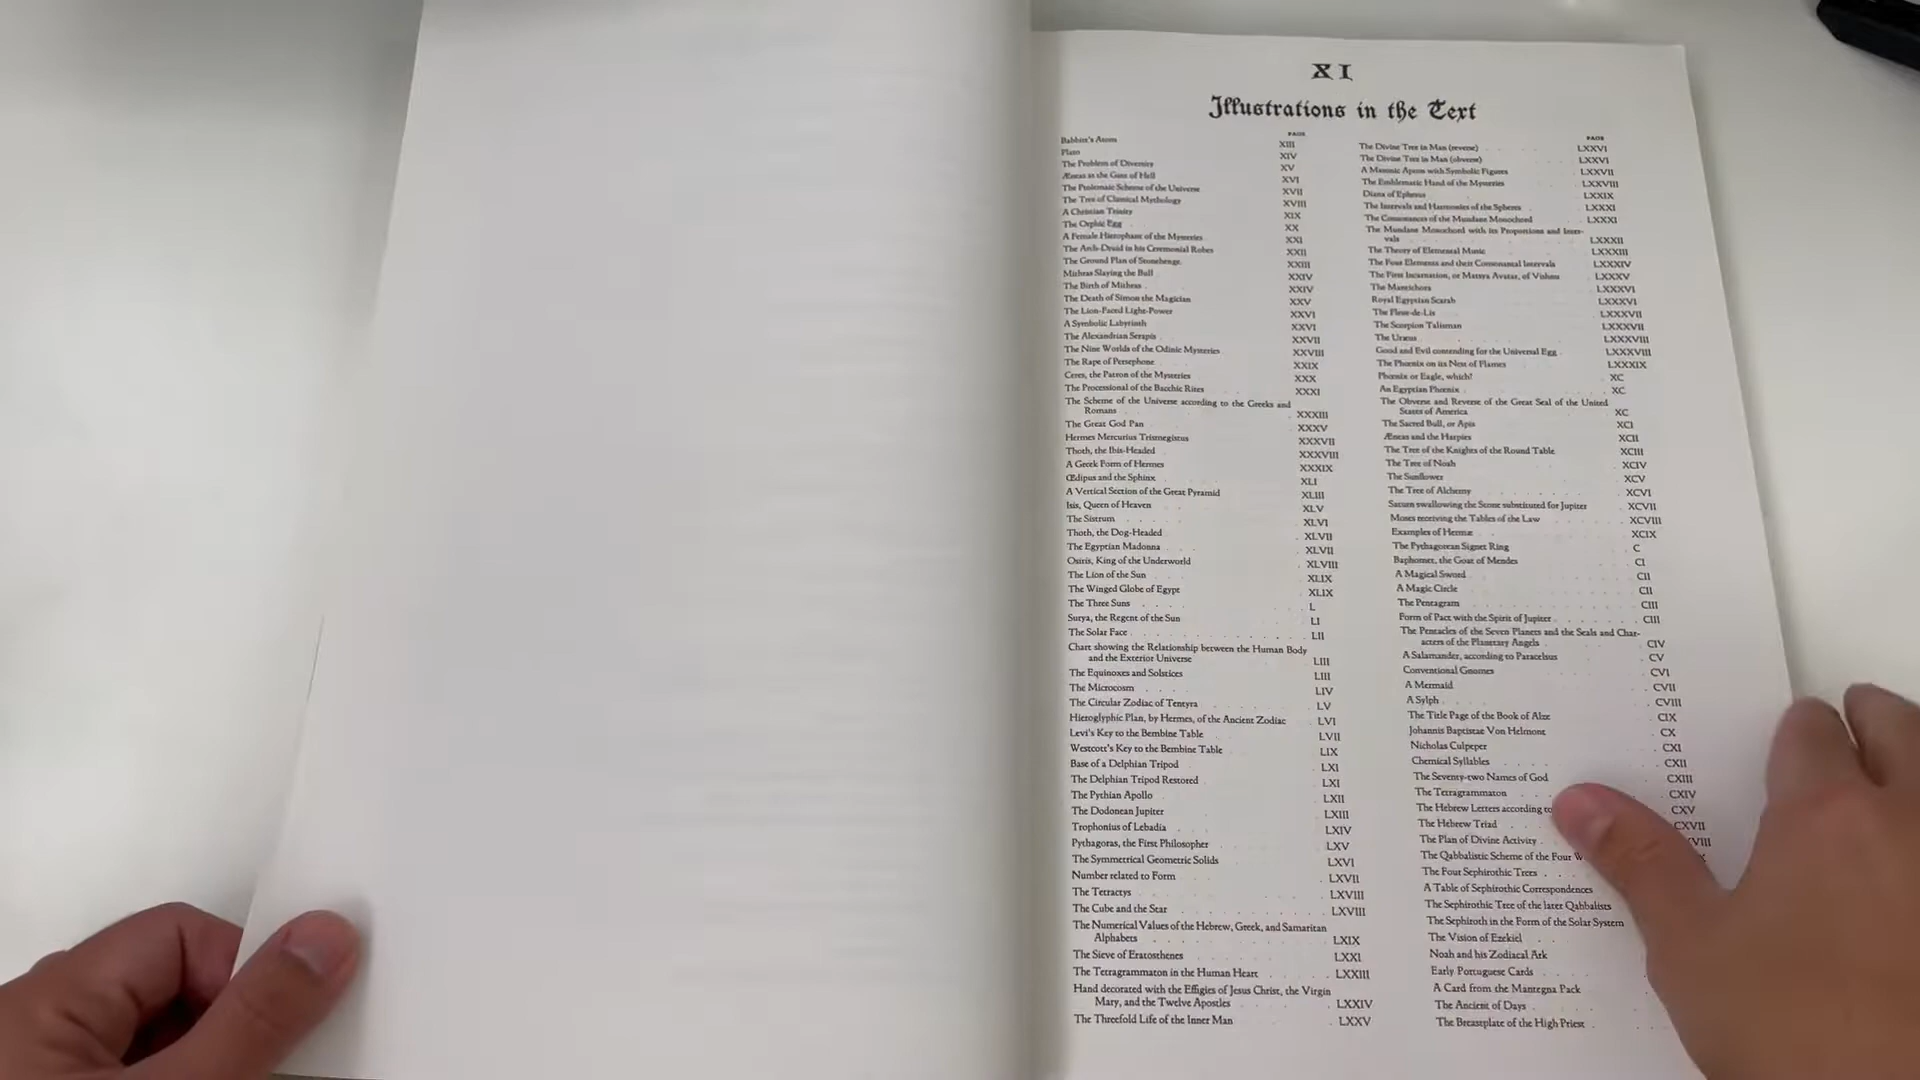 XI
Illustrations in the Text
PAGE
Babbitt's Atom XIII
Plato XIV
The Problem of Diversity XV
Æneas at the Gate of Hell XVI
The Ptolemaic Scheme of the Universe XVII
The Tree of Classical Mythology XVIII
A Christian Trinity XIX
The Orphic Egg XX
A Female Hierophant of the Mysteries XXI
The Arch-Druid in his Ceremonial Robes XXII
The Ground Plan of Stonehenge XXIII
Mithras Slaying the Bull XXIV
The Birth of Mithras XXIV
The Death of Simon the Magician XXV
The Lion-Faced Light-Power XXVI
A Symbolic Labyrinth XXVI
The Alexandrian Serapis XXVII
The Nine Worlds of the Odinic Mysteries XXVIII
The Rape of Persephone XXIX
Ceres, the Patron of the Mysteries XXX
The Processional of the Bacchic Rites XXXI
The Scheme of the Universe according to the Greeks and
Romans XXXIII
The Great God Pan XXXV
Hermes Mercurius Trismegistus XXXVII
Thoth, the Ibis-Headed XXXVIII
A Greek Form of Hermes XXXIX
Œdipus and the Sphinx XLI
A Vertical Section of the Great Pyramid XLIII
Isis, Queen of Heaven XLV
The Sistrum XLVI
Thoth, the Dog-Headed XLVII
The Egyptian Madonna XLVII
Osiris, King of the Underworld XLVIII
The Lion of the Sun XLIX
The Winged Globe of Egypt XLIX
The Three Suns L
Surya, the Regent of the Sun LI
The Solar Face LII
Chart showing the Relationship between the Human Body
and the Exterior Universe LIII
The Equinoxes and Solstices LIII
The Microcosm LIV
The Circular Zodiac of Tentyra LV
Hieroglyphic Plan, by Hermes, of the Ancient Zodiac LVI
Levi's Key to the Bembine Table LVII
Westcott's Key to the Bembine Table LIX
Base of a Delphian Tripod LXI
The Delphian Tripod Restored LXI
The Pythian Apollo LXII
The Dodonean Jupiter LXIII
Trophonius of Lebadia LXIV
Pythagoras, the First Philosopher LXV
The Symmetrical Geometric Solids LXVI
Number related to Form LXVII
The Tetractys LXVIII
The Cube and the Star LXVIII
The Numerical Values of the Hebrew, Greek, and Samaritan
Alphabets LXIX
The Sieve of Eratosthenes LXXI
The Tetragrammaton in the Human Heart LXXIII
Hand decorated with the Effigies of Jesus Christ, the Virgin
Mary, and the Twelve Apostles LXXIV
The Threefold Life of the Inner Man LXXV
PAGE
The Divine Tree in Man (reverse) LXXVI
The Divine Tree in Man (obverse) LXXVI
A Masonic Apron with Symbolic Figures LXXVII
The Emblematic Hand of the Mysteries LXXVIII
Diana of Ephesus LXXIX
The Intervals and Harmonies of the Spheres LXXXI
The Consonances of the Mundane Monochord LXXXI
The Mundane Monochord with its Proportions and Inter-
vals LXXXII
The Theory of Elemental Music LXXXIII
The Four Elements and their Consonantal Intervals LXXXIV
The First Incarnation, or Matsya Avatar, of Vishnu LXXXV
The Mantichora LXXXVI
Royal Egyptian Scarab LXXXVI
The Fleur-de-Lis LXXXVII
The Scorpion Talisman LXXXVII
The Uræus LXXXVIII
Good and Evil contending for the Universal Egg LXXXVIII
The Phœnix on its Nest of Flames LXXXIX
Phœnix or Eagle, which? XC
An Egyptian Phœnix XC
The Obverse and Reverse of the Great Seal of the United
States of America XC
The Sacred Bull, or Apis XCI
Æneas and the Harpies XCII
The Tree of the Knights of the Round Table XCIII
The Tree of Noah XCIV
The Sunflower XCV
The Tree of Alchemy XCVI
Saturn swallowing the Stone substituted for Jupiter XCVII
Moses receiving the Tables of the Law XCVIII
Examples of Hermæ XCIX
The Pythagorean Signet Ring C
Baphomet, the Goat of Mendes CI
A Magical Sword CII
A Magic Circle CII
The Pentagram CIII
Form of Pact with the Spirit of Jupiter CIII
The Pentacles of the Seven Planets and the Seals and Char-
acters of the Planetary Angels CIV
A Salamander, according to Paracelsus CV
Conventional Gnomes CVI
A Mermaid CVII
A Sylph CVIII
The Title Page of the Book of Alze CIX
Johannis Baptistae Von Helmont CX
Nicholas Culpeper CXI
Chemical Syllables CXII
The Seventy-two Names of God CXIII
The Tetragrammaton CXIV
The Hebrew Letters according to CXV
The Hebrew Triad CXVII
The Plan of Divine Activity
The Qabbalistic Scheme of the Four
The Four Sephirothic Trees
A Table of Sephirothic Correspondences
The Sephirothic Tree of the later Qabbalists
The Sephiroth in the Form of the Solar System
The Vision of Ezekiel
Noah and his Zodiacal Ark
Early Portuguese Cards
A Card from the Mantegna Pack
The Ancient of Days
The Breastplate of the High Priest